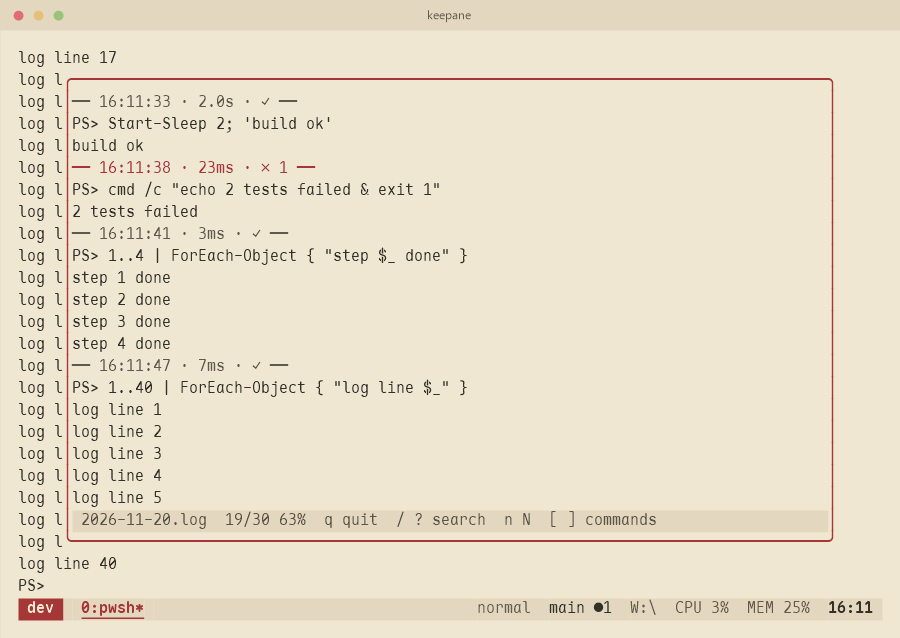 keepane
log line 17
log l
log l── 16:11:33 · 2.0s · ✓ ──
log l PS> Start-Sleep 2; 'build ok'
log l build ok
log l── 16:11:38 · 23ms · × 1 ──
log l PS> cmd /c "echo 2 tests failed & exit 1"
log l 2 tests failed
log l── 16:11:41 · 3ms · ✓ ──
log l PS> 1..4 | ForEach-Object { "step $_ done" }
log l step 1 done
log l step 2 done
log l step 3 done
log l step 4 done
log l── 16:11:47 · 7ms · ✓ ──
log l PS> 1..40 | ForEach-Object { "log line $_" }
log l log line 1
log l log line 2
log l log line 3
log l log line 4
log l log line 5
log l 2026-11-20.log 19/30 63% q quit / ? search n N [ ] commands
log l
log line 40
PS>
dev 0:pwsh* normal main ●1 W:\ CPU 3% MEM 25% 16:11